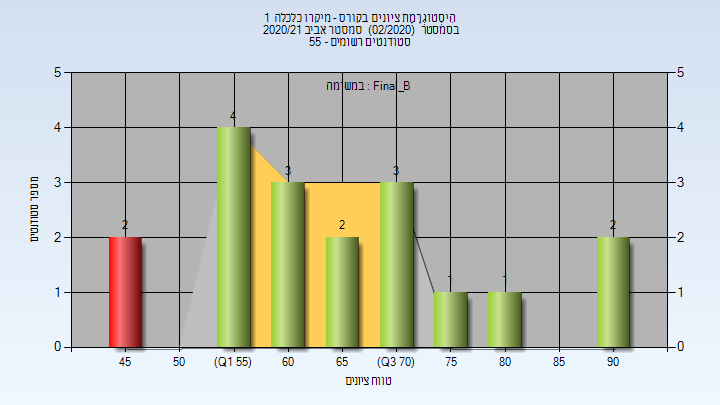 היסטוגרמת ציונים בקורס - מיקרו כלכלה 1
בסמסטר (02/2020) סמסטר אביב 2020/21
סטודנטים רשומים - 55
במשימה : Final_B
מספר סטודנטים
5 5
4 4
3 3
2 2
1 1
0 0
2 4 3 2 3 1 1 2
45 50 (Q1 55) 60 65 (Q3 70) 75 80 85 90
טווח ציונים